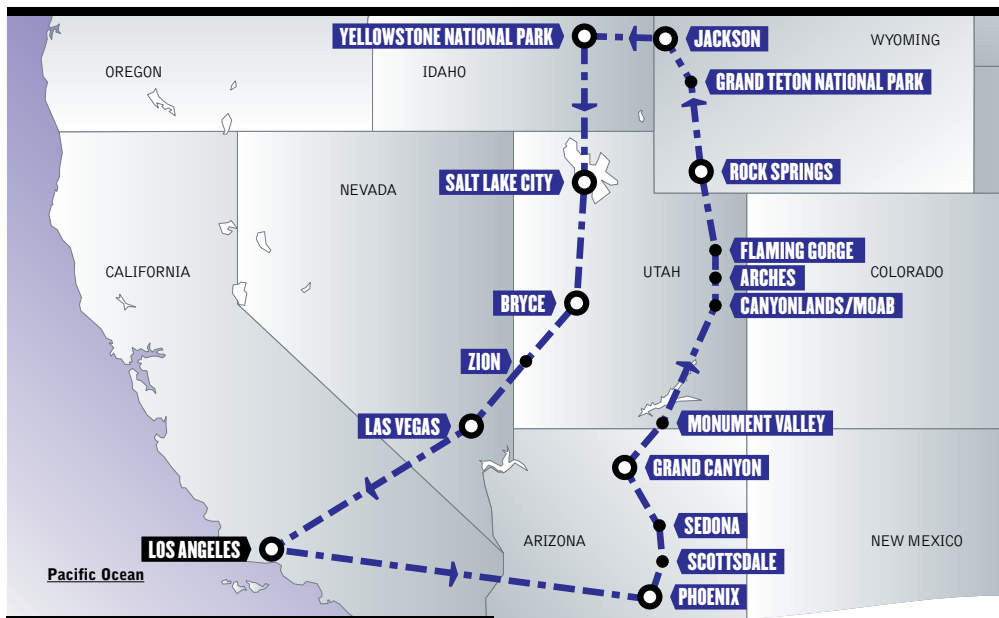 YELLOWSTONE NATIONAL PARK
JACKSON
WYOMING
OREGON
IDAHO
GRAND TETON NATIONAL PARK
ROCK SPRINGS
SALT LAKE CITY
NEVADA
FLAMING GORGE
CALIFORNIA
UTAH
ARCHES
COLORADO
BRYCE
CANYONLANDS/MOAB
ZION
LAS VEGAS
MONUMENT VALLEY
GRAND CANYON
SEDONA
ARIZONA
NEW MEXICO
LOS ANGELES
SCOTTSDALE
Pacific Ocean
PHOENIX